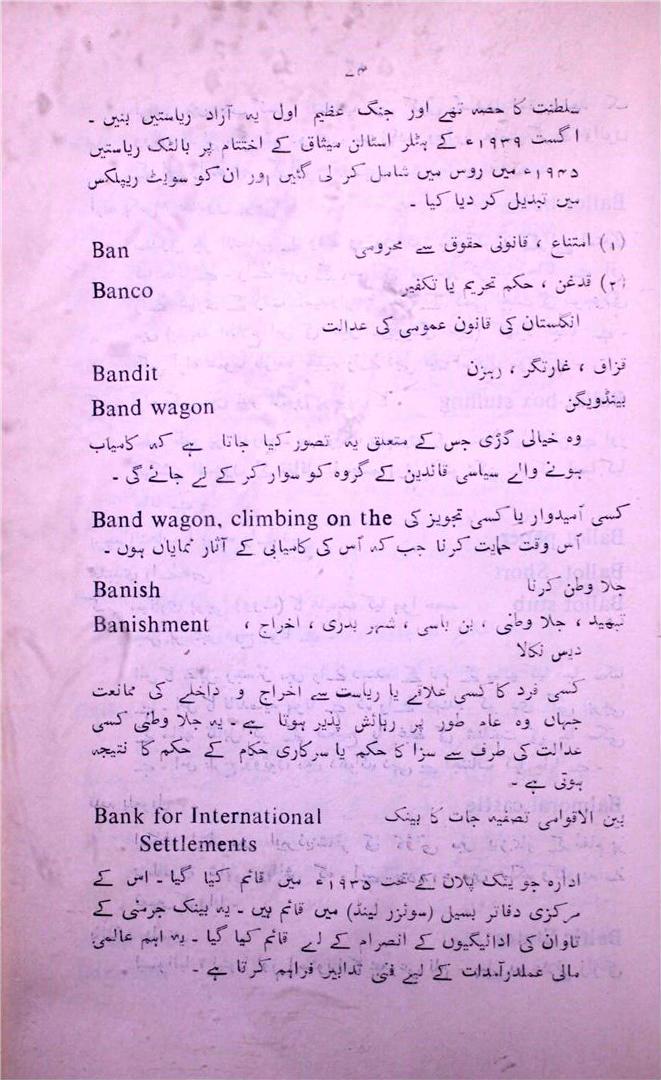 سلطنت کا حصہ تھے اور جنگ عظیم اول یہ آزاد ریاستیں بنیں ۔
اگست ۱۹۳۹ء کے ہٹلر اسٹالن میثاق کے اختتام پر بالٹک ریاستیں
۱۹۴۰ء میں روس میں شامل کر لی گئیں اور ان کو سویٹ ریپلکس
میں تبدیل کر دیا گیا ۔
Ban (۱) امتناع ، قانونی حقوق سے محرومی
Banco (۲) قدغن ، حکم تحریم یا تکفیر
انگلستان کی قانون عمومی کی عدالت
Bandit قزاق ، غارتگر ، رہزن
Band wagon بینڈویگن
وہ خیالی گڑی جس کے متعلق یہ تصور کیا جاتا ہے کہ کامیاب
ہونے والے سیاسی قائدین کے گروہ کو سوار کر کے لے جائے گی ۔
Band wagon, climbing on the کسی امیدوار یا کسی تجویز کی
اس وقت حمایت کرنا جب کہ اس کی کامیابی کے آثار نمایاں ہوں ۔
Banish جلا وطن کرنا
Banishment تبعید ، جلا وطنی ، بن باسی ، شہر بدری ، اخراج ،
دیس نکالا
کسی فرد کا کسی علاقے یا ریاست سے اخراج و داخلے کی ممانعت
جہاں وہ عام طور پر رہائش پذیر ہوتا ہے ۔ یہ جلا وطنی کسی
عدالت کی طرف سے سزا کا حکم یا سرکاری حکام کے حکم کا نتیجہ
ہوتی ہے ۔
Bank for International بین الاقوامی تصفیہ جات کا بینک
Settlements
ادارہ جو ینگ پلان کے تحت ۱۹۳۰ء میں قائم کیا گیا ۔ اس کے
مرکزی دفاتر بسیل (سوئزر لینڈ) میں قائم ہیں ۔ یہ بینک جرمنی کے
تاوان کی ادائیگیوں کے انصرام کے لے قائم کیا گیا ۔ یہ اہم عالمی
مالی عملدرآمدات کے لیے فنی تدابیر فراہم کرتا ہے ۔